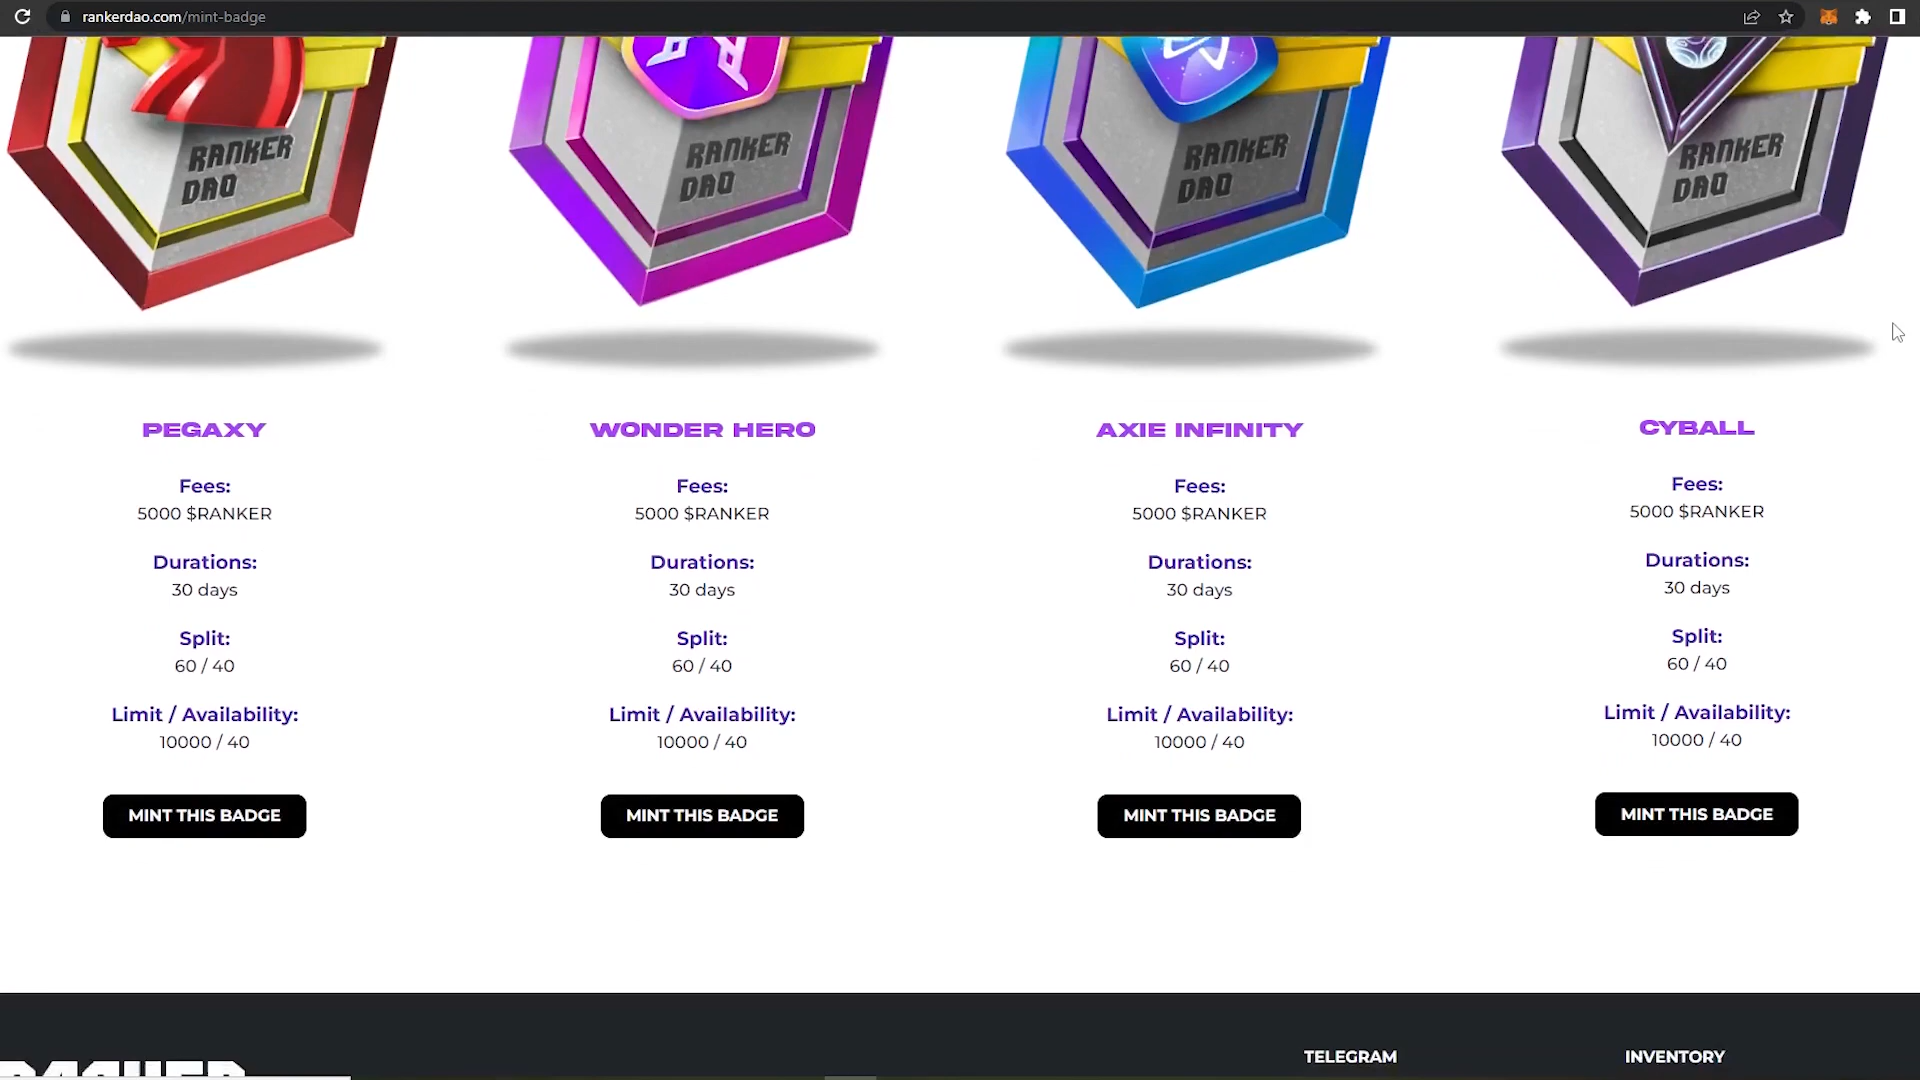 rankerdao.com/mint-badge
RANKER
DAO
RANKER
DAO
RANKER
DAO
RANKER
DAO
PEGAXY
Fees:
5000 $RANKER
Durations:
30 days
Split:
60 / 40
Limit / Availability:
10000 / 40
MINT THIS BADGE
WONDER HERO
Fees:
5000 $RANKER
Durations:
30 days
Split:
60 / 40
Limit / Availability:
10000 / 40
MINT THIS BADGE
AXIE INFINITY
Fees:
5000 $RANKER
Durations:
30 days
Split:
60 / 40
Limit / Availability:
10000 / 40
MINT THIS BADGE
CYBALL
Fees:
5000 $RANKER
Durations:
30 days
Split:
60 / 40
Limit / Availability:
10000 / 40
MINT THIS BADGE
TELEGRAM
INVENTORY